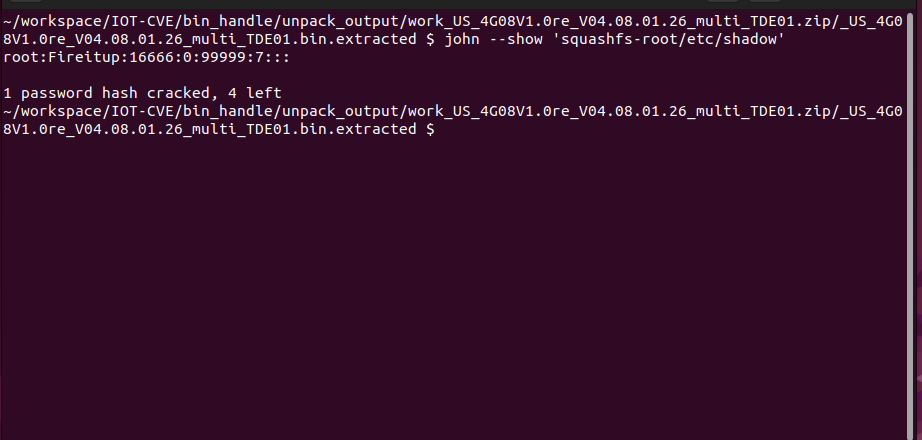 ~/workspace/IOT-CVE/bin_handle/unpack_output/work_US_4G08V1.0re_V04.08.01.26_multi_TDE01.zip/_US_4G0
8V1.0re_V04.08.01.26_multi_TDE01.bin.extracted $ john --show 'squashfs-root/etc/shadow'
root:Fireitup:16666:0:99999:7:::

1 password hash cracked, 4 left
~/workspace/IOT-CVE/bin_handle/unpack_output/work_US_4G08V1.0re_V04.08.01.26_multi_TDE01.zip/_US_4G0
8V1.0re_V04.08.01.26_multi_TDE01.bin.extracted $